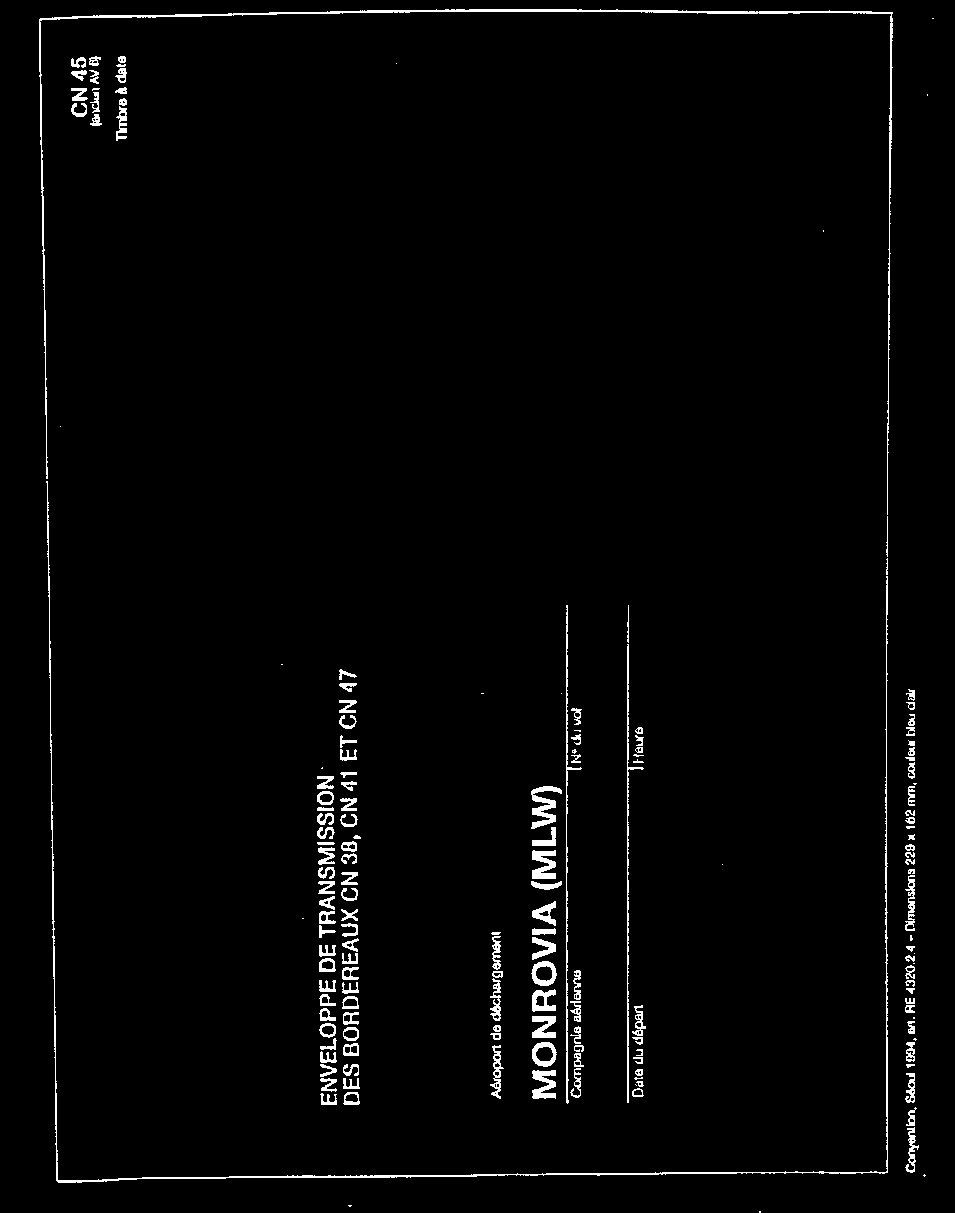 CN 45
(ancien AV 6)
Timbre à date
ENVELOPPE DE TRANSMISSION
DES BORDEREAUX CN 38, CN 41 ET CN 47
Aéroport de déchargement
MONROVIA (MLW)
Compagnie aérienne
N° du vol
Date du départ
Heure
Convention, Séoul 1994, art. RE 4320.2.4 – Dimensions 229 x 162 mm, couleur bleu clair